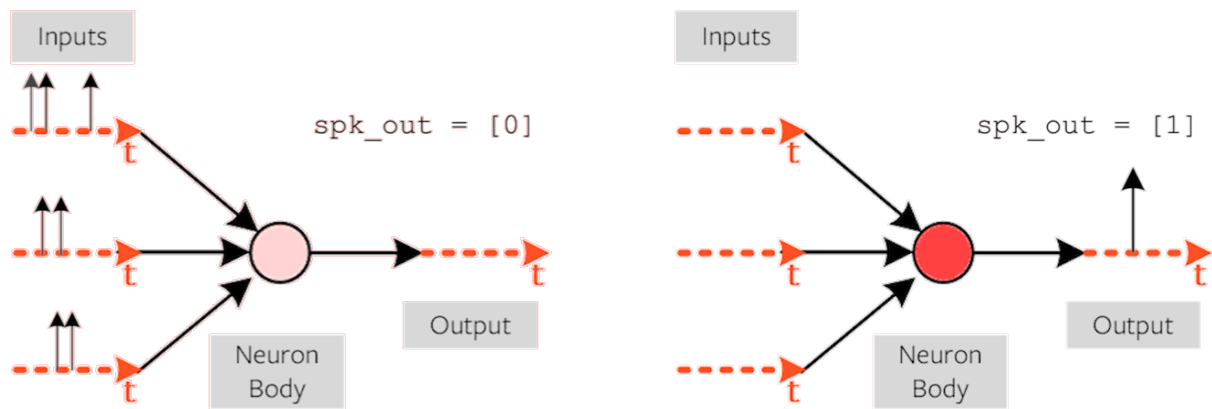 Inputs
spk_out = [0]
t
t
Output
t
Neuron
Body
t
Inputs
spk_out = [1]
t
t
Output
t
Neuron
Body
t